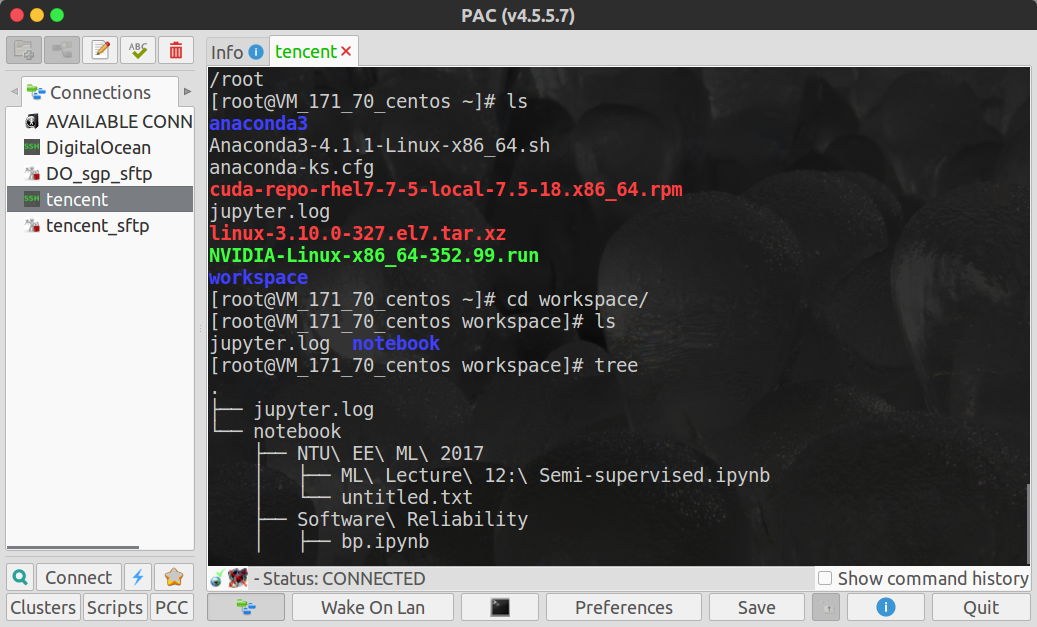 PAC (v4.5.5.7)
ABC
Info
tencent
Connections
AVAILABLE CONN
SSH DigitalOcean
DO_sgp_sftp
SSH tencent
tencent_sftp
/root
[root@VM_171_70_centos ~]# ls
anaconda3
Anaconda3-4.1.1-Linux-x86_64.sh
anaconda-ks.cfg
cuda-repo-rhel7-7-5-local-7.5-18.x86_64.rpm
jupyter.log
linux-3.10.0-327.el7.tar.xz
NVIDIA-Linux-x86_64-352.99.run
workspace
[root@VM_171_70_centos ~]# cd workspace/
[root@VM_171_70_centos workspace]# ls
jupyter.log  notebook
[root@VM_171_70_centos workspace]# tree
.
├── jupyter.log
└── notebook
    ├── NTU\ EE\ ML\ 2017
    │   ├── ML\ Lecture\ 12:\ Semi-supervised.ipynb
    │   └── untitled.txt
    ├── Software\ Reliability
    │   ├── bp.ipynb
- Status: CONNECTED
Show command history
Connect
Clusters
Scripts
PCC
Wake On Lan
Preferences
Save
Quit